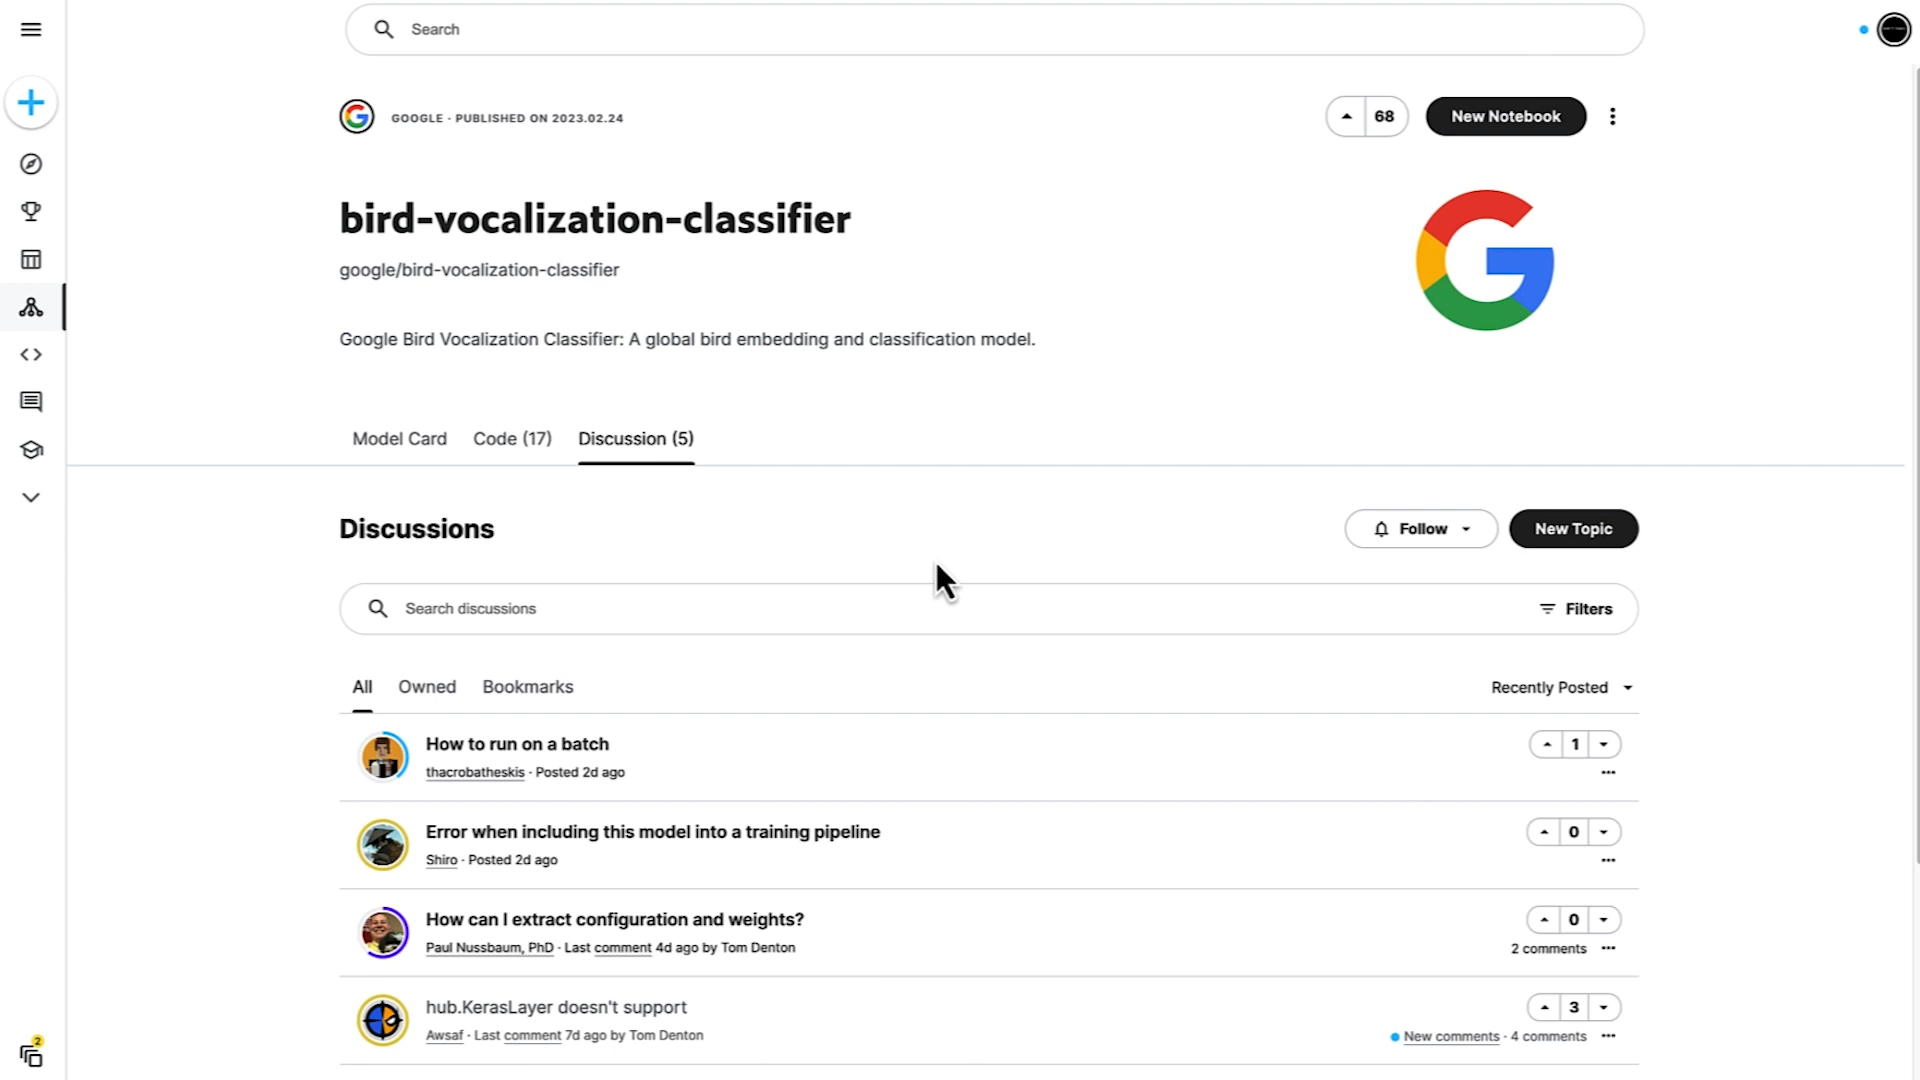 Search
GOOGLE · PUBLISHED ON 2023.02.24
68
New Notebook
bird-vocalization-classifier
google/bird-vocalization-classifier
Google Bird Vocalization Classifier: A global bird embedding and classification model.
Model Card
Code (17)
Discussion (5)
Discussions
Follow
New Topic
Search discussions
Filters
All
Owned
Bookmarks
Recently Posted
How to run on a batch
1
thacrobatheskis · Posted 2d ago
Error when including this model into a training pipeline
0
Shiro · Posted 2d ago
How can I extract configuration and weights?
0
Paul Nussbaum, PhD · Last comment 4d ago by Tom Denton
2 comments
hub.KerasLayer doesn't support
3
Awsaf · Last comment 7d ago by Tom Denton
New comments · 4 comments
2